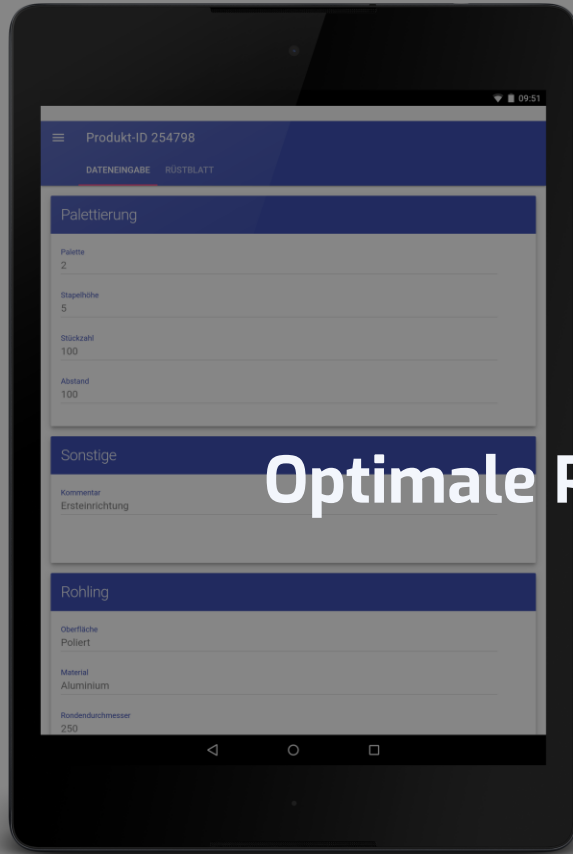 09:51
Produkt-ID 254798
DATENEINGABE RÜSTBLATT
Palettierung
Palette
2
Stapelhöhe
5
Stückzahl
100
Abstand
100
Sonstige
Optimale
Kommentar
Ersteinrichtung
Rohling
Oberfläche
Poliert
Material
Aluminium
Rondendurchmesser
250